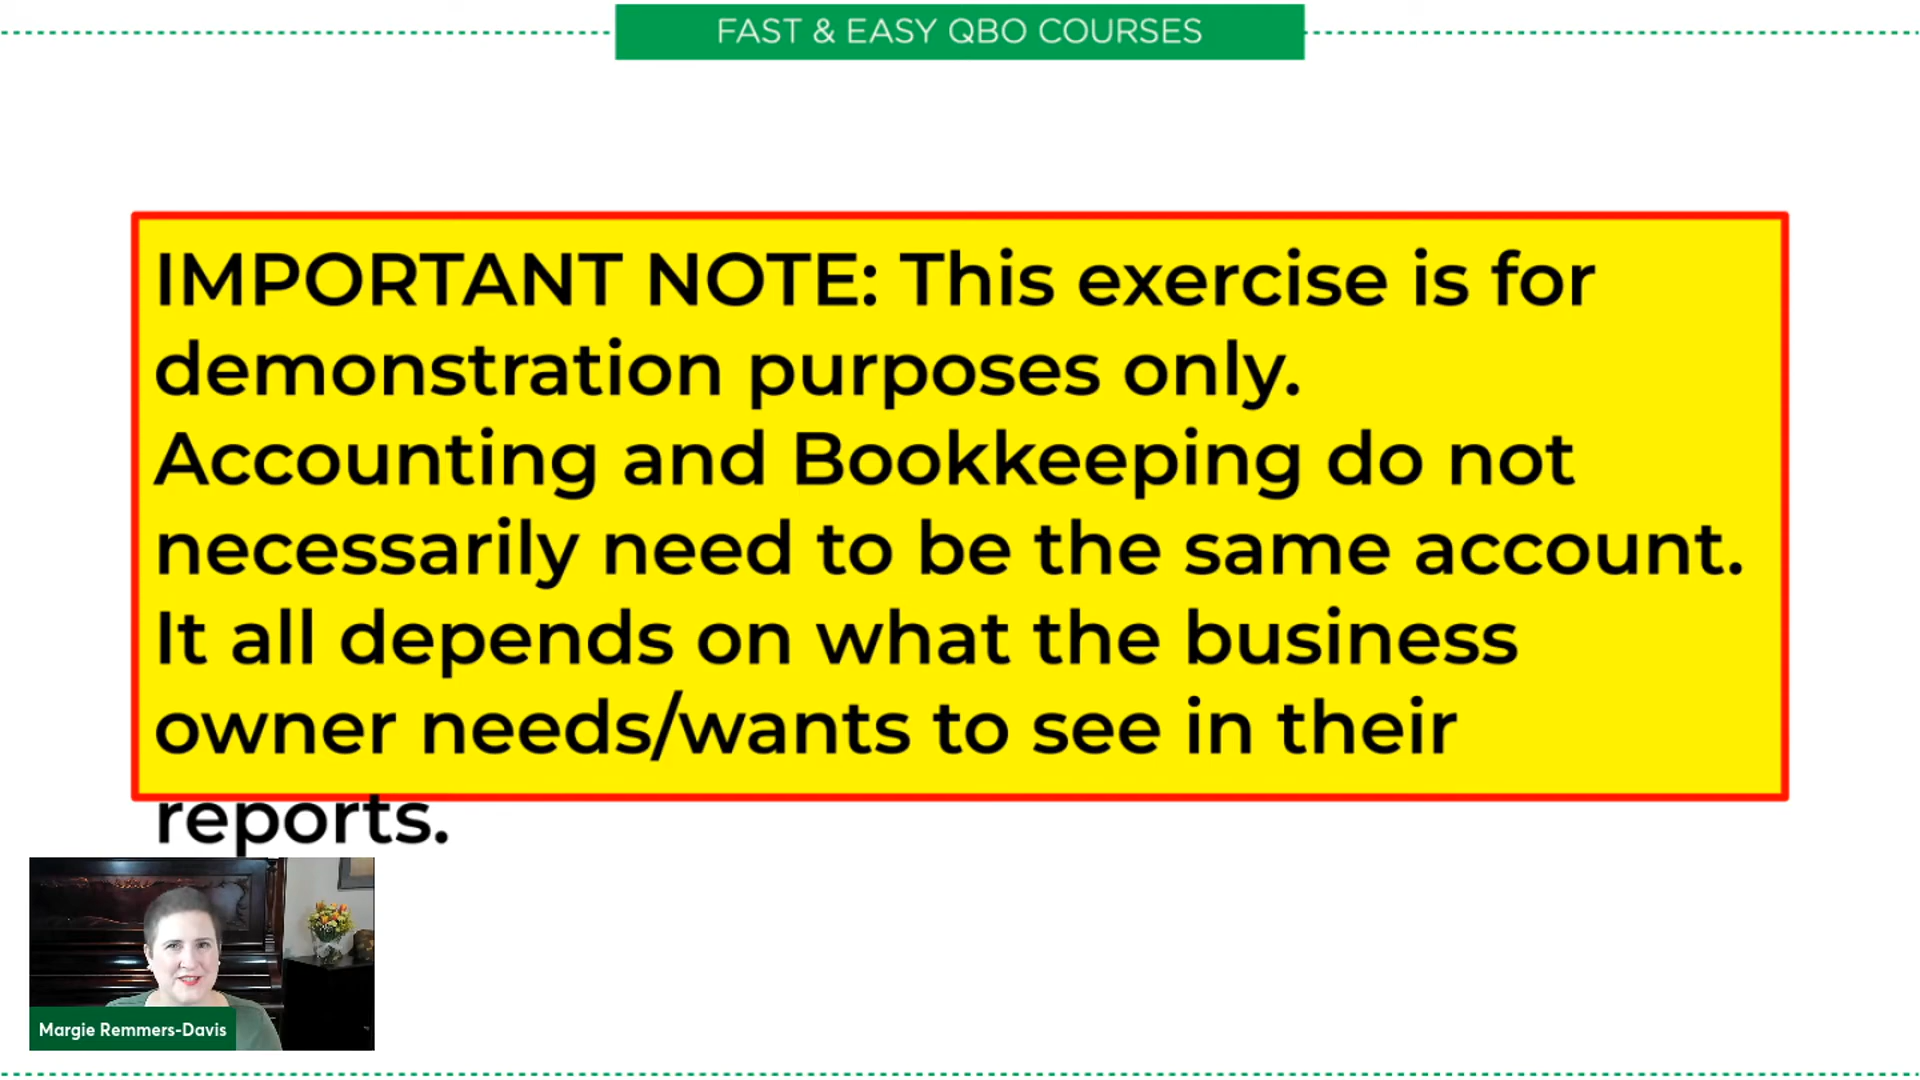 FAST & EASY QBO COURSES
IMPORTANT NOTE: This exercise is for
demonstration purposes only.
Accounting and Bookkeeping do not
necessarily need to be the same account.
It all depends on what the business
owner needs/wants to see in their
reports.
Margie Remmers-Davis